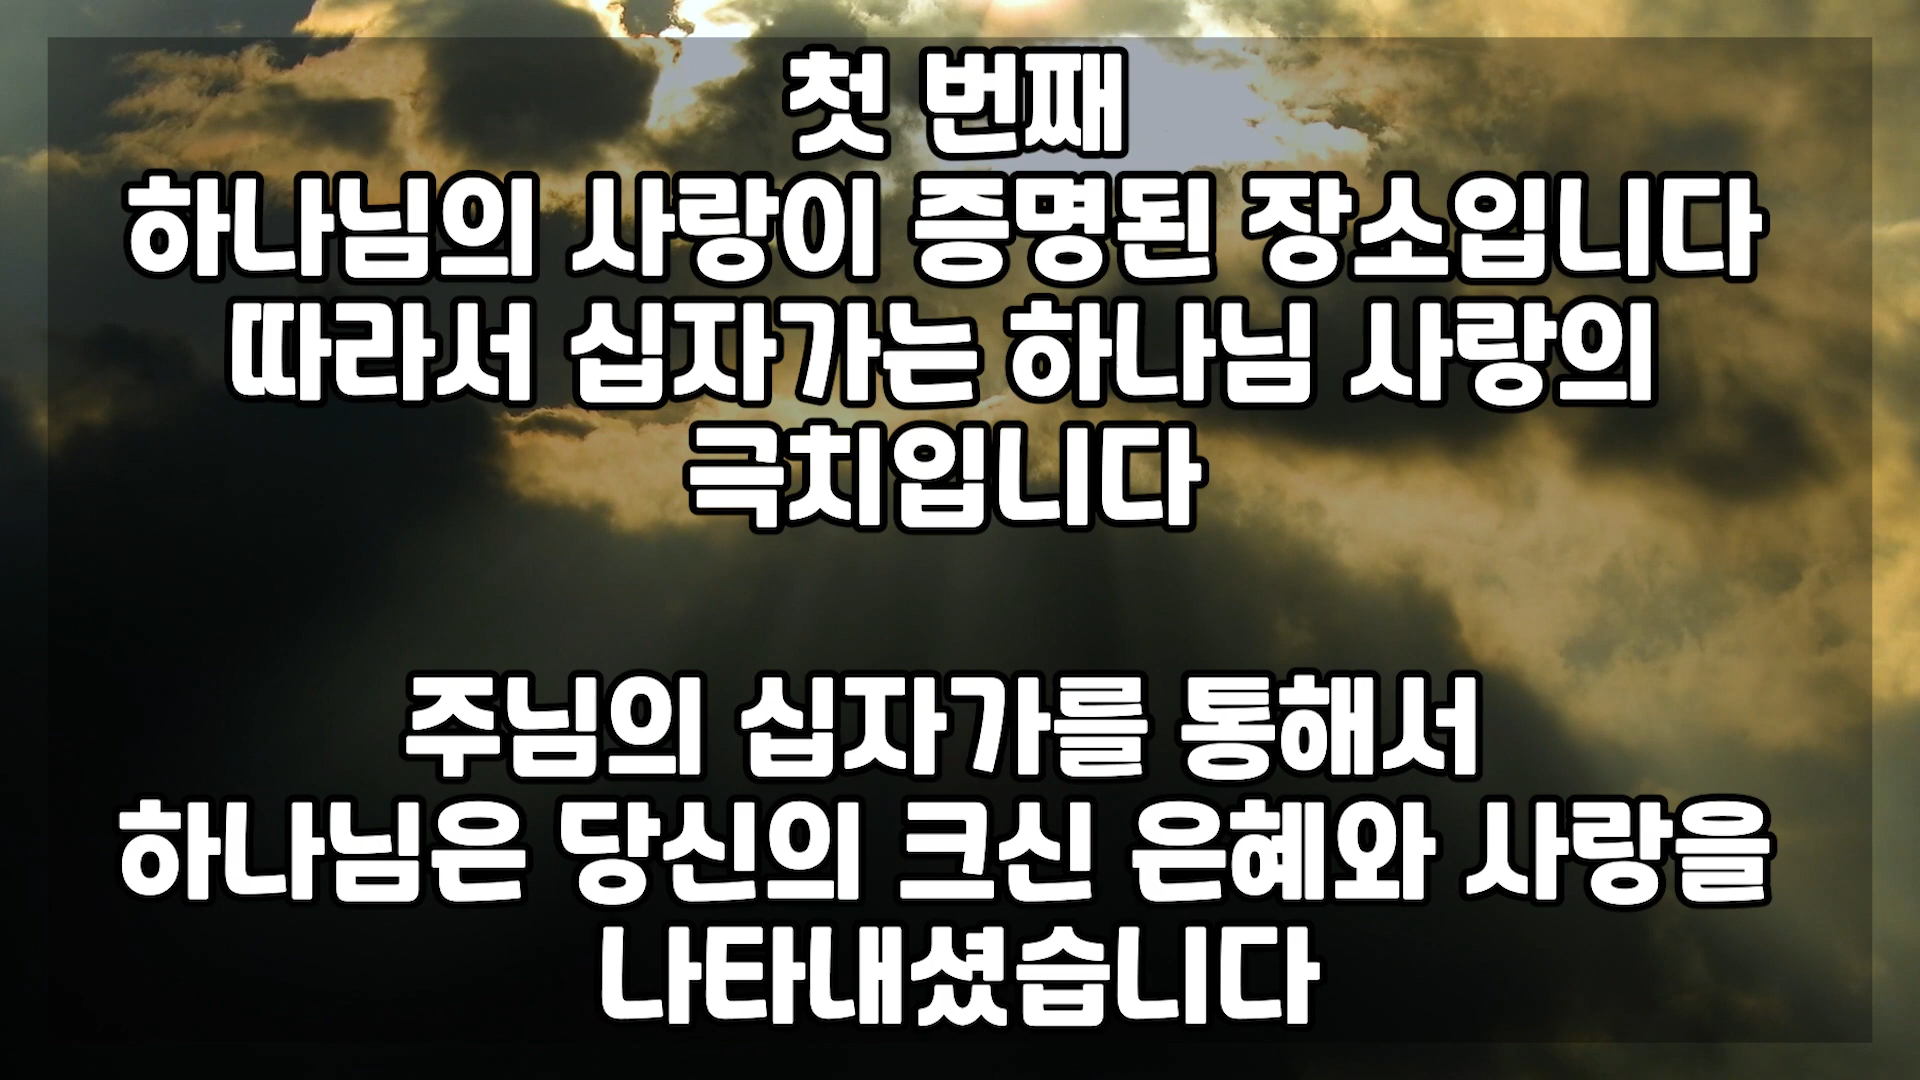 첫 번째
하나님의 사랑이 증명된 장소입니다
따라서 십자가는 하나님 사랑의
극치입니다
주님의 십자가를 통해서
하나님은 당신의 크신 은혜와 사랑을
나타내셨습니다